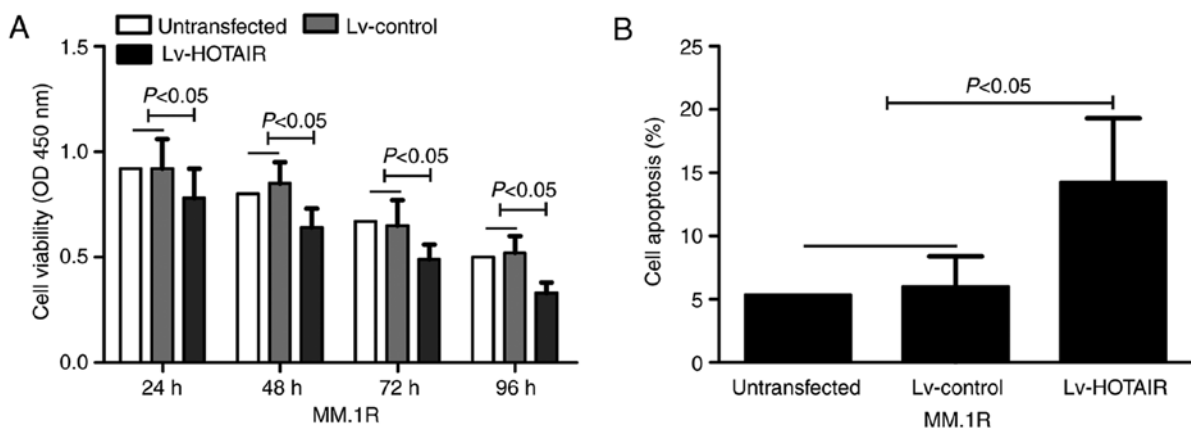 A
Untransfected
Lv-control
Lv-HOTAIR
Cell viability (OD 450 nm)
1.5
1.0
0.5
0.0
P<0.05
P<0.05
P<0.05
P<0.05
24 h
48 h
72 h
96 h
MM.1R
B
Cell apoptosis (%)
25
20
15
10
5
0
P<0.05
Untransfected
Lv-control
Lv-HOTAIR
MM.1R